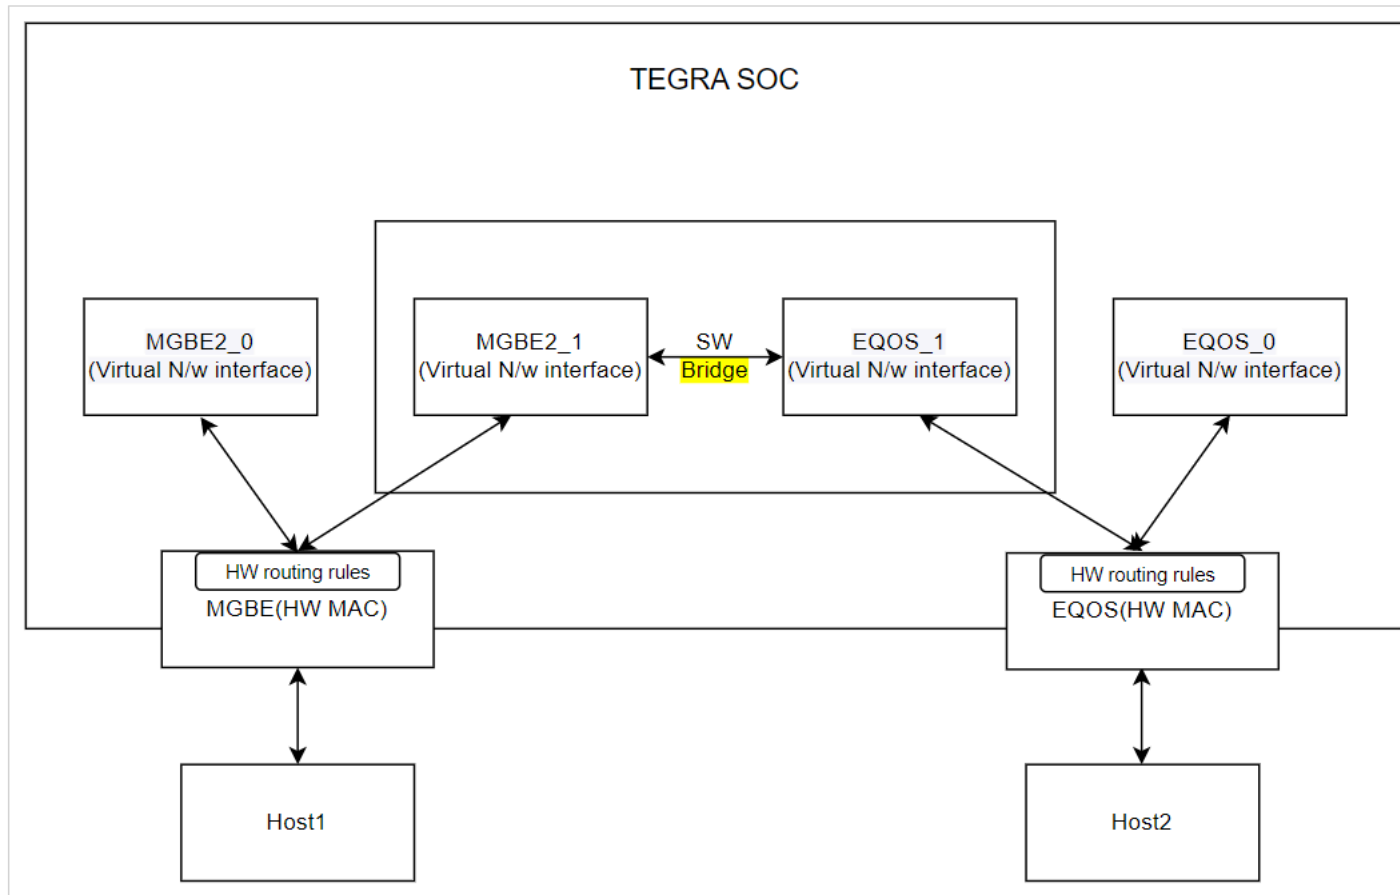 TEGRA SOC
MGBE2_0
(Virtual N/w interface)
MGBE2_1
(Virtual N/w interface)
SW
Bridge
EQOS_1
(Virtual N/w interface)
EQOS_0
(Virtual N/w interface)
HW routing rules
MGBE(HW MAC)
HW routing rules
EQOS(HW MAC)
Host1
Host2